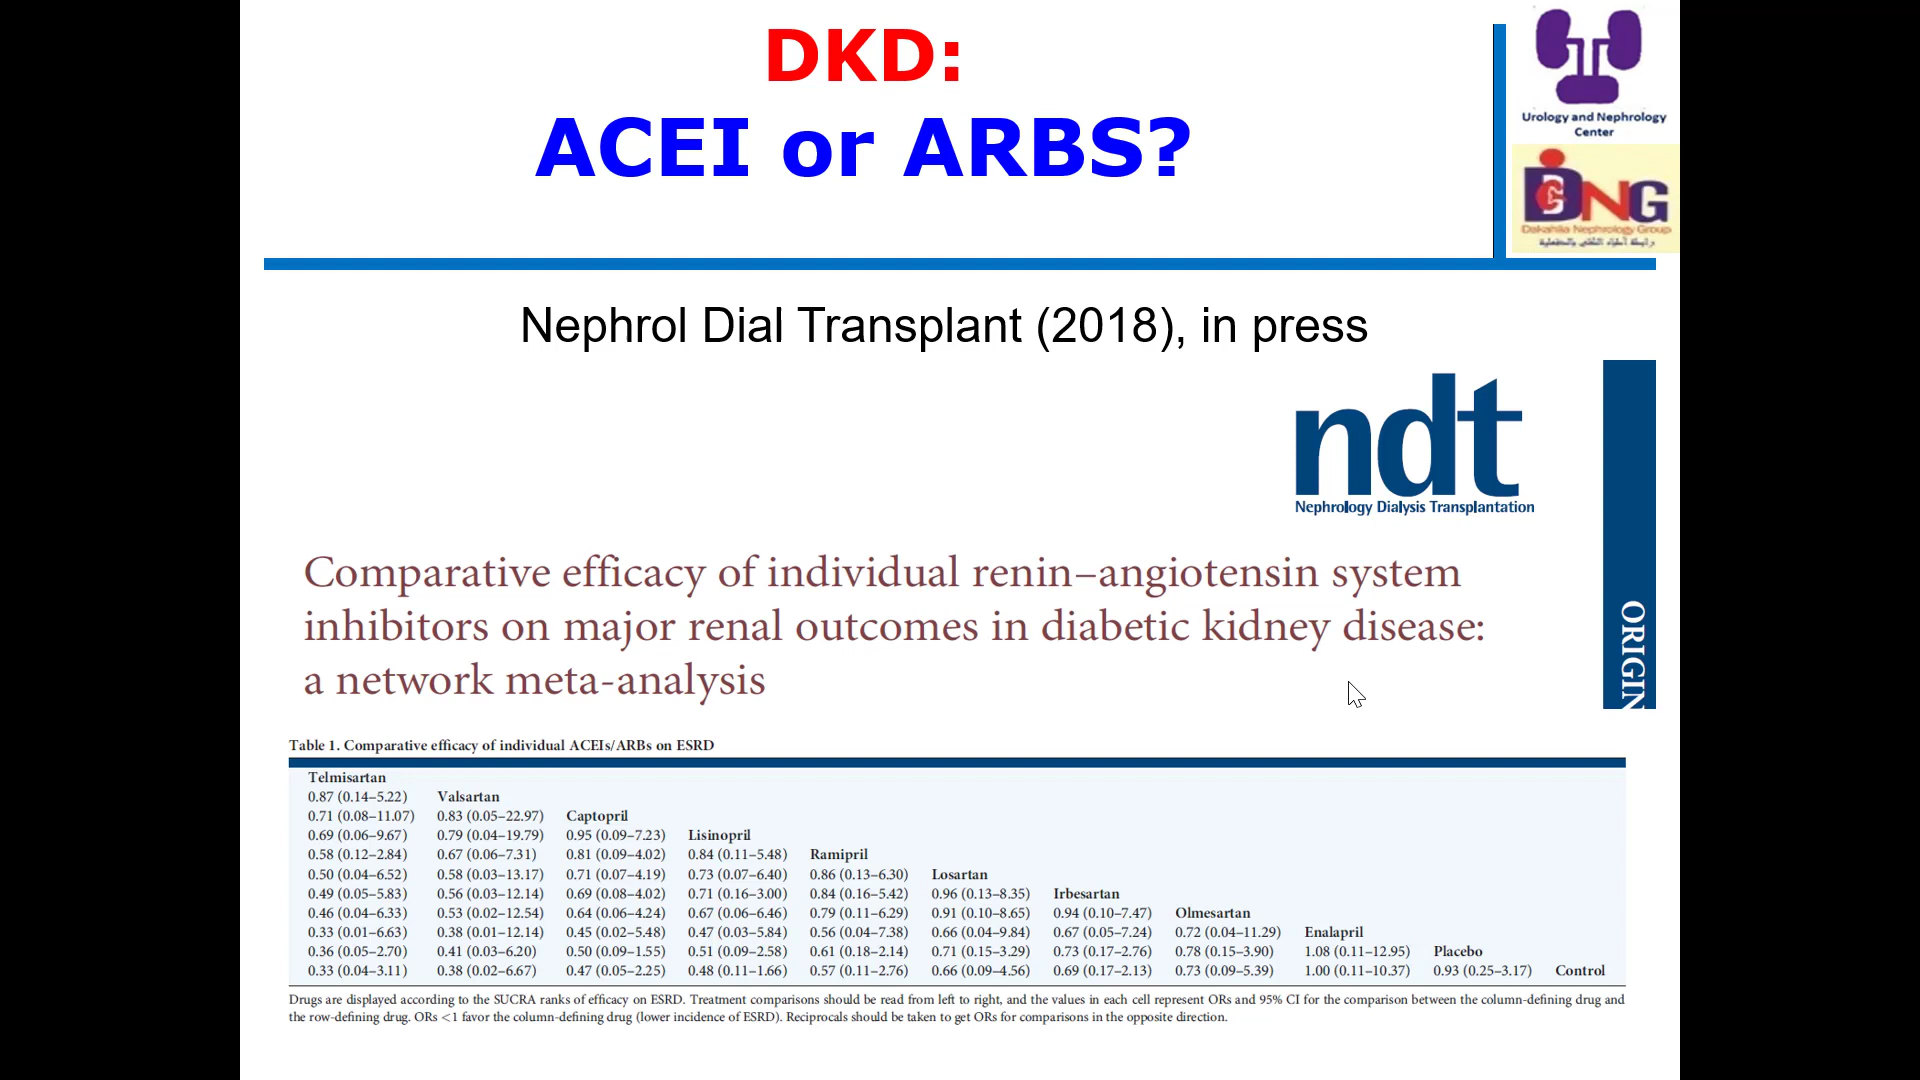 DKD:
ACEI or ARBS?
Urology and Nephrology
Center
DNG
Dakahlia Nephrology Group
Nephrol Dial Transplant (2018), in press
ndt
Nephrology Dialysis Transplantation
ORIGIN
Comparative efficacy of individual renin–angiotensin system
inhibitors on major renal outcomes in diabetic kidney disease:
a network meta-analysis
Table 1. Comparative efficacy of individual ACEIs/ARBs on ESRD
Telmisartan
0.87 (0.14–5.22) Valsartan
0.71 (0.08–11.07) 0.83 (0.05–22.97) Captopril
0.69 (0.06–9.67) 0.79 (0.04–19.79) 0.95 (0.09–7.23) Lisinopril
0.58 (0.12–2.84) 0.67 (0.06–7.31) 0.81 (0.09–4.02) 0.84 (0.11–5.48) Ramipril
0.50 (0.04–6.52) 0.58 (0.03–13.17) 0.71 (0.07–4.19) 0.73 (0.07–6.40) 0.86 (0.13–6.30) Losartan
0.49 (0.05–5.83) 0.56 (0.03–12.14) 0.69 (0.08–4.02) 0.71 (0.16–3.00) 0.84 (0.16–5.42) 0.96 (0.13–8.35) Irbesartan
0.46 (0.04–6.33) 0.53 (0.02–12.54) 0.64 (0.06–4.24) 0.67 (0.06–6.46) 0.79 (0.11–6.29) 0.91 (0.10–8.65) 0.94 (0.10–7.47) Olmesartan
0.33 (0.01–6.63) 0.38 (0.01–12.14) 0.45 (0.02–5.48) 0.47 (0.03–5.84) 0.56 (0.04–7.38) 0.66 (0.04–9.84) 0.67 (0.05–7.24) 0.72 (0.04–11.29) Enalapril
0.36 (0.05–2.70) 0.41 (0.03–6.20) 0.50 (0.09–1.55) 0.51 (0.09–2.58) 0.61 (0.18–2.14) 0.71 (0.15–3.29) 0.73 (0.17–2.76) 0.78 (0.15–3.90) 1.08 (0.11–12.95) Placebo
0.33 (0.04–3.11) 0.38 (0.02–6.67) 0.47 (0.05–2.25) 0.48 (0.11–1.66) 0.57 (0.11–2.76) 0.66 (0.09–4.56) 0.69 (0.17–2.13) 0.73 (0.09–5.39) 1.00 (0.11–10.37) 0.93 (0.25–3.17) Control
Drugs are displayed according to the SUCRA ranks of efficacy on ESRD. Treatment comparisons should be read from left to right, and the values in each cell represent ORs and 95% CI for the comparison between the column-defining drug and
the row-defining drug. ORs <1 favor the column-defining drug (lower incidence of ESRD). Reciprocals should be taken to get ORs for comparisons in the opposite direction.